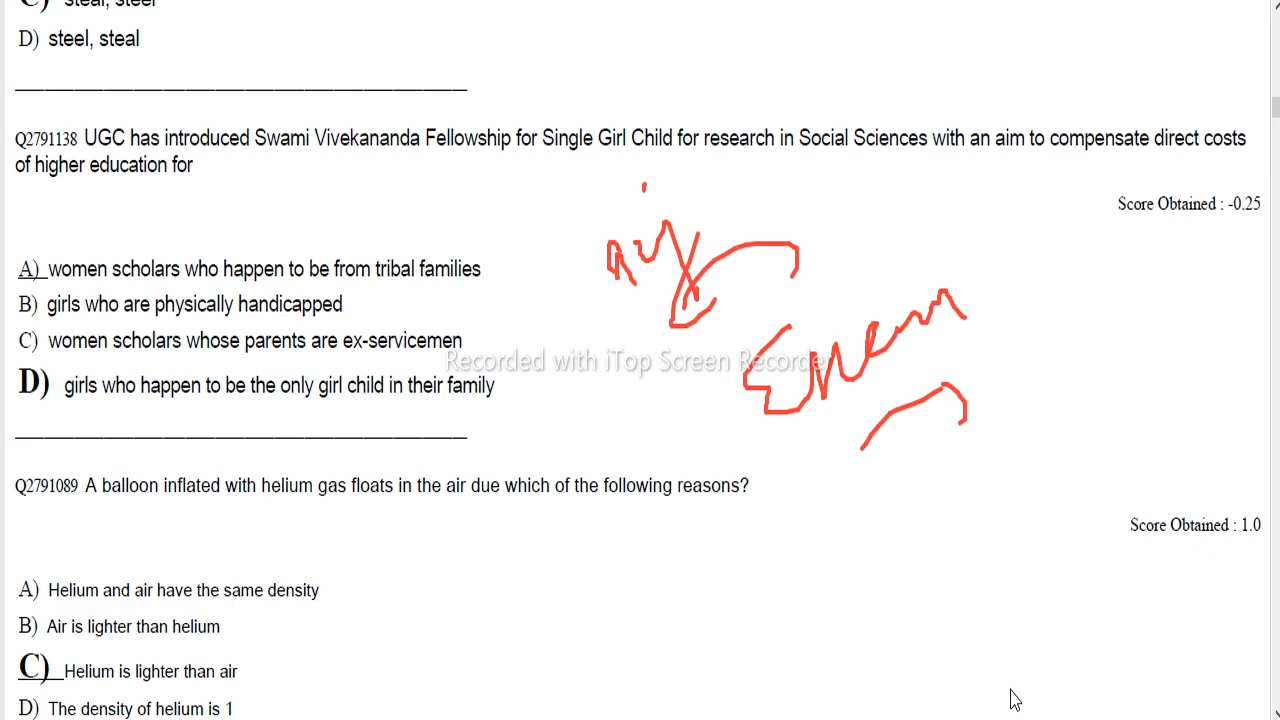 C) steal, steel
D) steel, steal
Q2791138 UGC has introduced Swami Vivekananda Fellowship for Single Girl Child for research in Social Sciences with an aim to compensate direct costs
of higher education for
Score Obtained : -0.25
A) women scholars who happen to be from tribal families
B) girls who are physically handicapped
C) women scholars whose parents are ex-servicemen
Recorded with iTop Screen Recorder
D) girls who happen to be the only girl child in their family
Q2791089 A balloon inflated with helium gas floats in the air due which of the following reasons?
Score Obtained : 1.0
A) Helium and air have the same density
B) Air is lighter than helium
C) Helium is lighter than air
D) The density of helium is 1